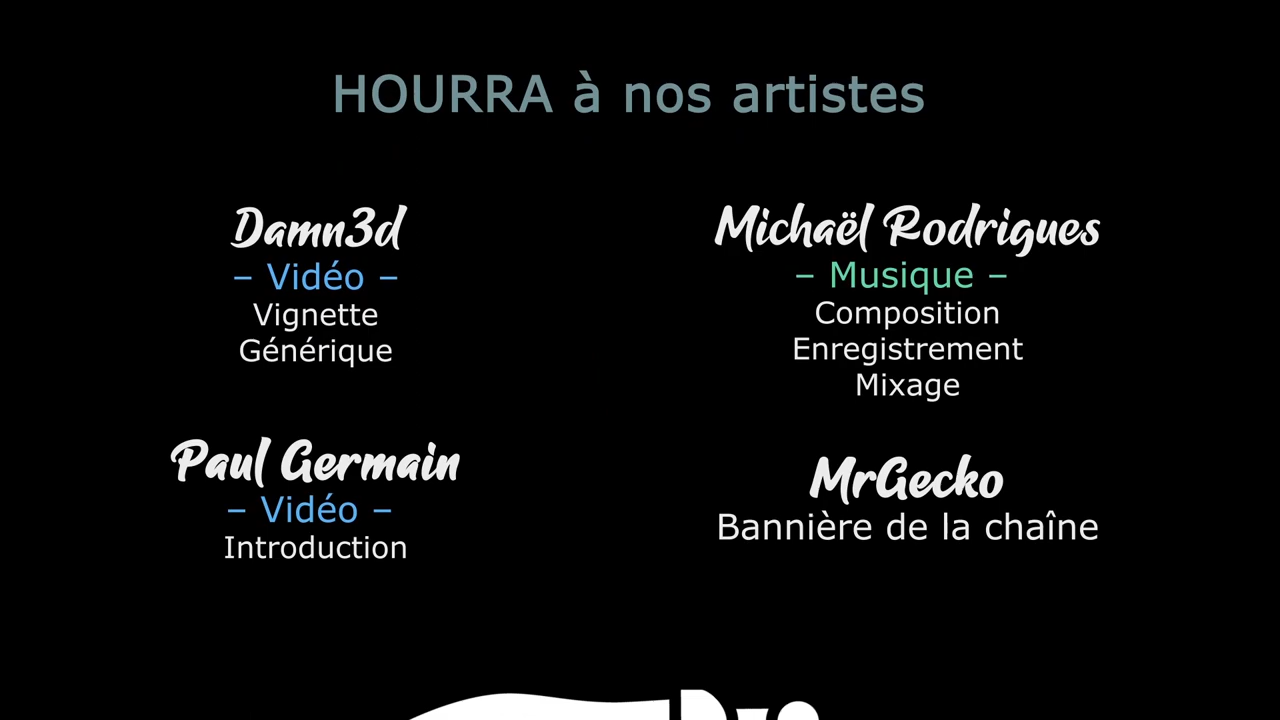 HOURRA à nos artistes
Damn3d
– Vidéo –
Vignette
Générique
Michaël Rodrigues
– Musique –
Composition
Enregistrement
Mixage
Paul Germain
– Vidéo –
Introduction
MrGecko
Bannière de la chaîne